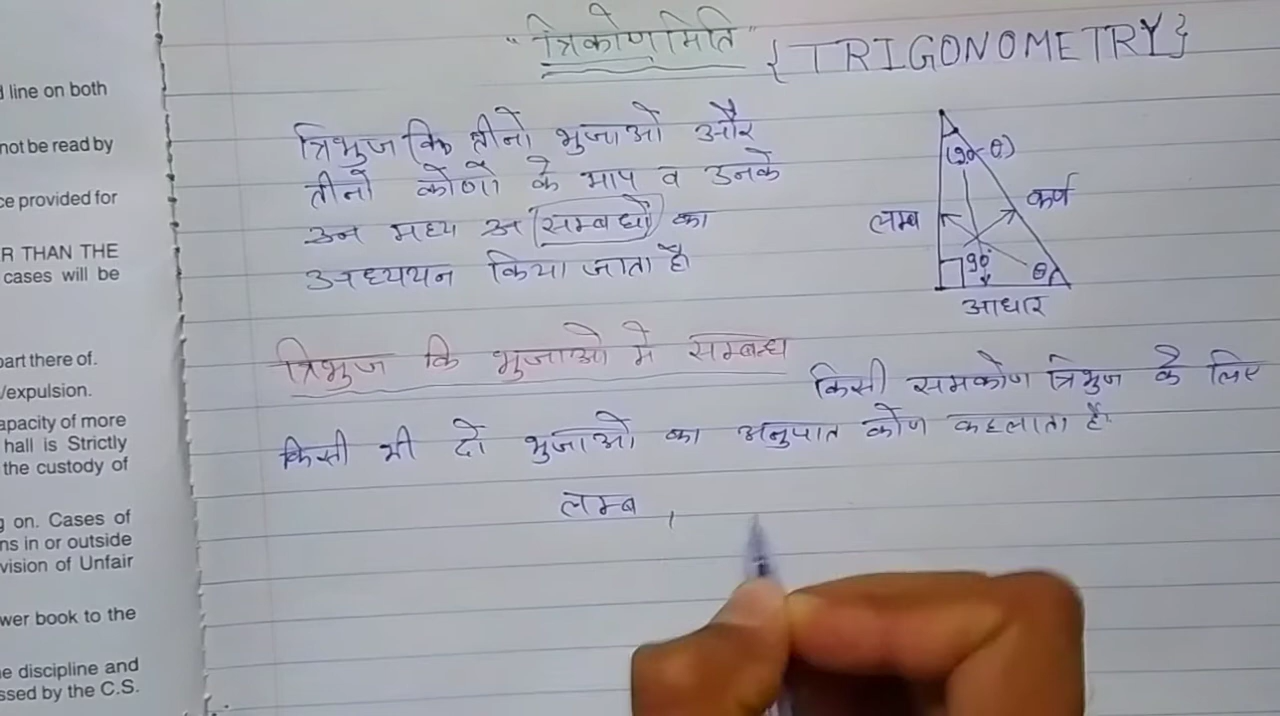 line on both
not be read by
ce provided for
R THAN THE
cases will be
part there of.
/expulsion.
apacity of more
hall is Strictly
the custody of
g on. Cases of
ns in or outside
vision of Unfair
wer book to the
e discipline and
ssed by the C.S.
"त्रिकोणमिति" {TRIGONOMETRY}
त्रिभुज कि तीनो भुजाओ और
तीनो कोणो के माप व उनके
उन मध्य सम्बधो का
अध्ययन किया जाता है
(90-θ)
लम्ब
कर्ण
90°
θ
आधार
त्रिभुज कि भुजाओ मे सम्बन्ध
किसी समकोण त्रिभुज के लिए
किसी भी दो भुजाओ का अनुपात कोण कहलाता है।
लम्ब ,